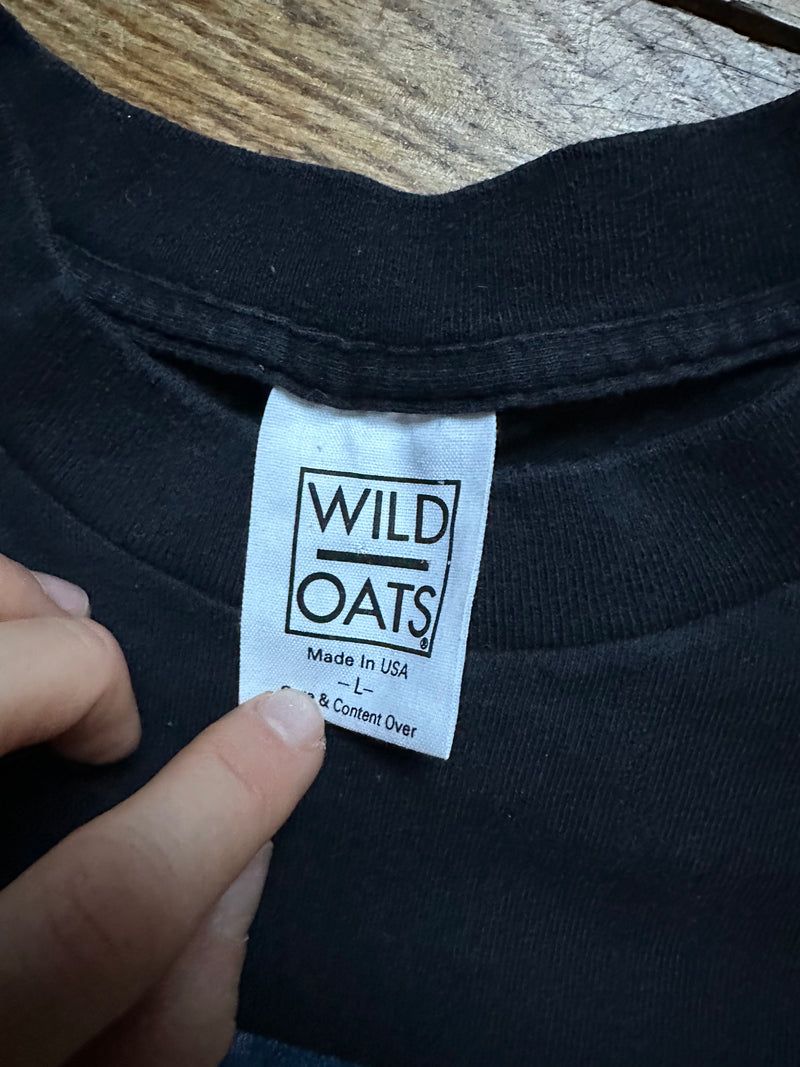 WILD
OATS®
Made In USA
-L-
& Content Over